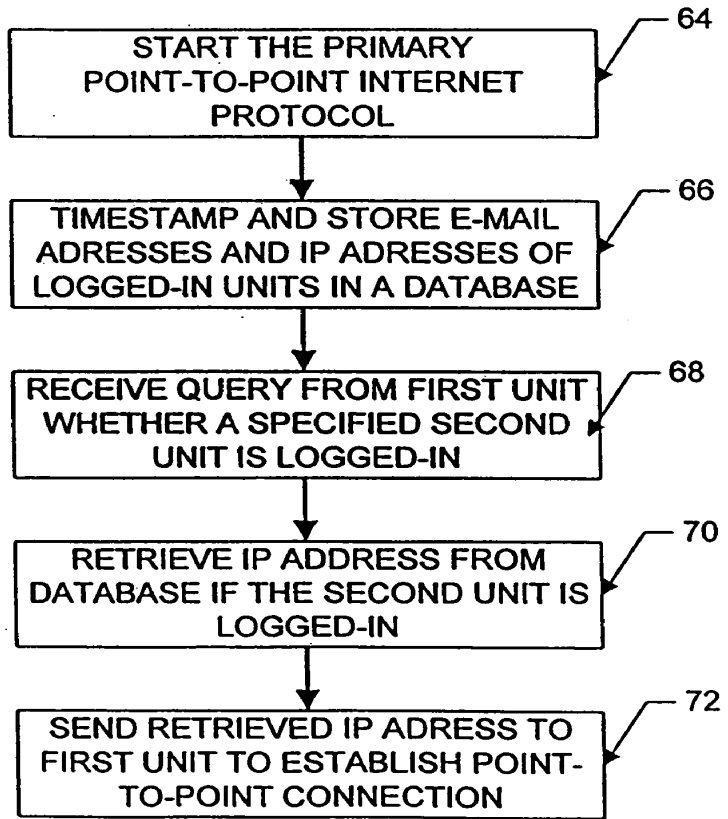 64
START THE PRIMARY
POINT-TO-POINT INTERNET
PROTOCOL
66
TIMESTAMP AND STORE E-MAIL
ADRESSES AND IP ADRESSES OF
LOGGED-IN UNITS IN A DATABASE
68
RECEIVE QUERY FROM FIRST UNIT
WHETHER A SPECIFIED SECOND
UNIT IS LOGGED-IN
70
RETRIEVE IP ADDRESS FROM
DATABASE IF THE SECOND UNIT IS
LOGGED-IN
72
SEND RETRIEVED IP ADRESS TO
FIRST UNIT TO ESTABLISH POINT-
TO-POINT CONNECTION